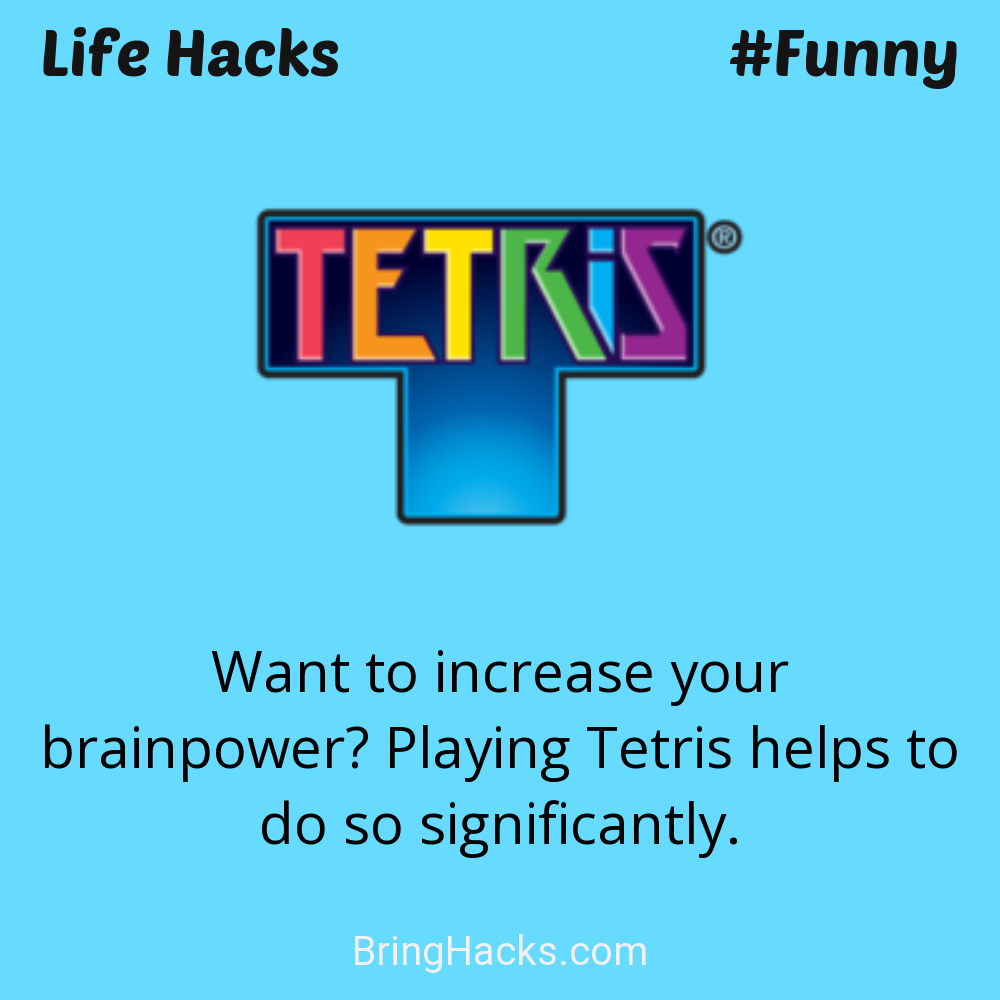 Life Hacks #Funny
TETRiS ®
Want to increase your
brainpower? Playing Tetris helps to
do so significantly.
BringHacks.com